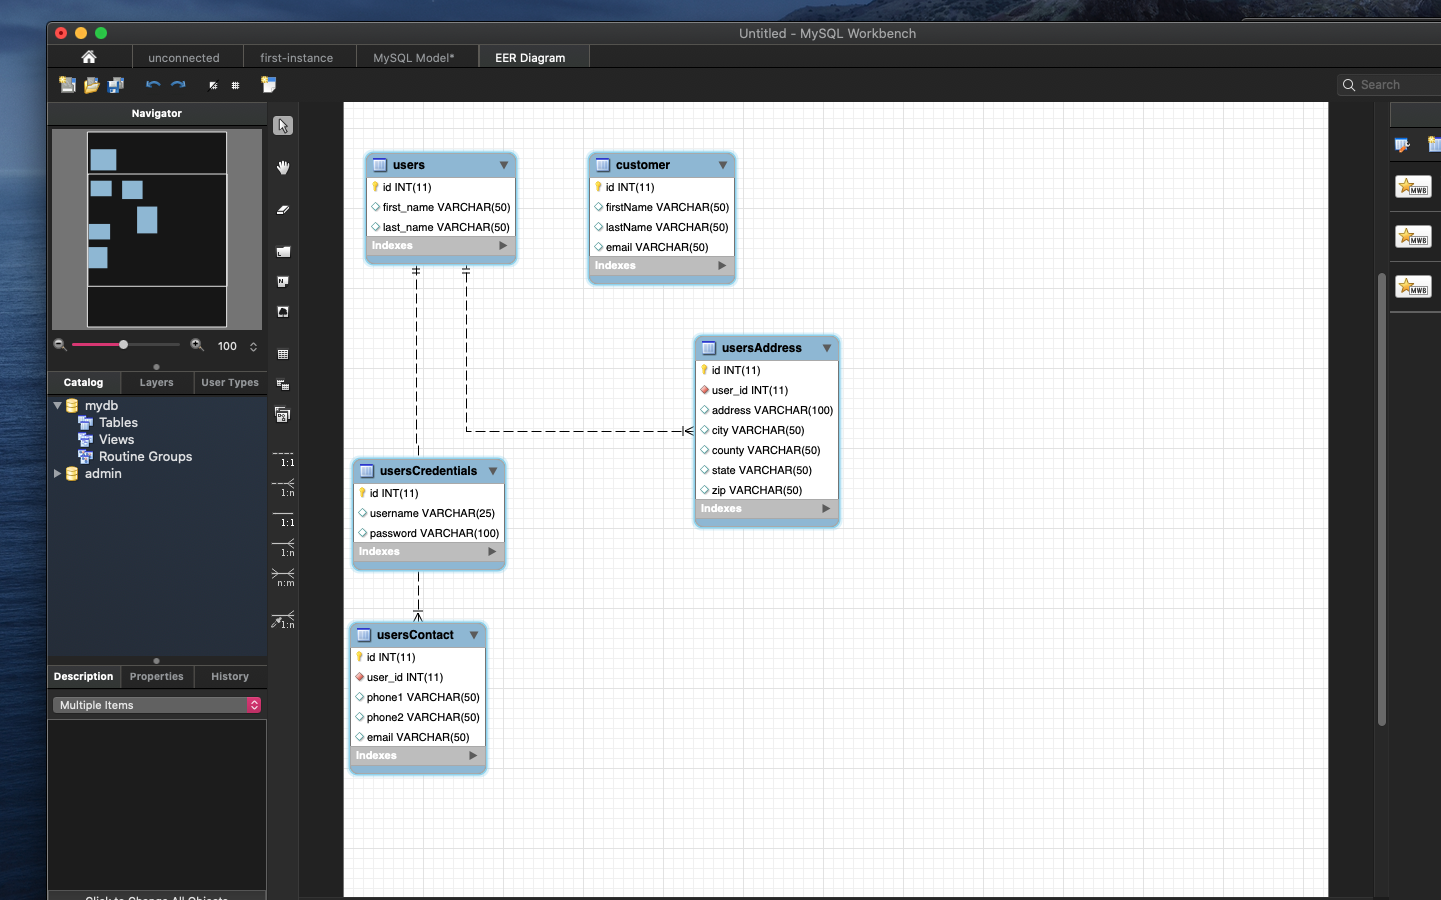 Untitled - MySQL Workbench
unconnected
first-instance
MySQL Model*
EER Diagram
Search
Navigator
100
Catalog
Layers
User Types
mydb
Tables
Views
Routine Groups
admin
Description
Properties
History
Multiple Items
Click to Change All Objects
1:1
1:n
1:1
1:n
n:m
1:n
users
id INT(11)
first_name VARCHAR(50)
last_name VARCHAR(50)
Indexes
customer
id INT(11)
firstName VARCHAR(50)
lastName VARCHAR(50)
email VARCHAR(50)
Indexes
usersAddress
id INT(11)
user_id INT(11)
address VARCHAR(100)
city VARCHAR(50)
county VARCHAR(50)
state VARCHAR(50)
zip VARCHAR(50)
Indexes
usersCredentials
id INT(11)
username VARCHAR(25)
password VARCHAR(100)
Indexes
usersContact
id INT(11)
user_id INT(11)
phone1 VARCHAR(50)
phone2 VARCHAR(50)
email VARCHAR(50)
Indexes
MWB
MWB
MWB